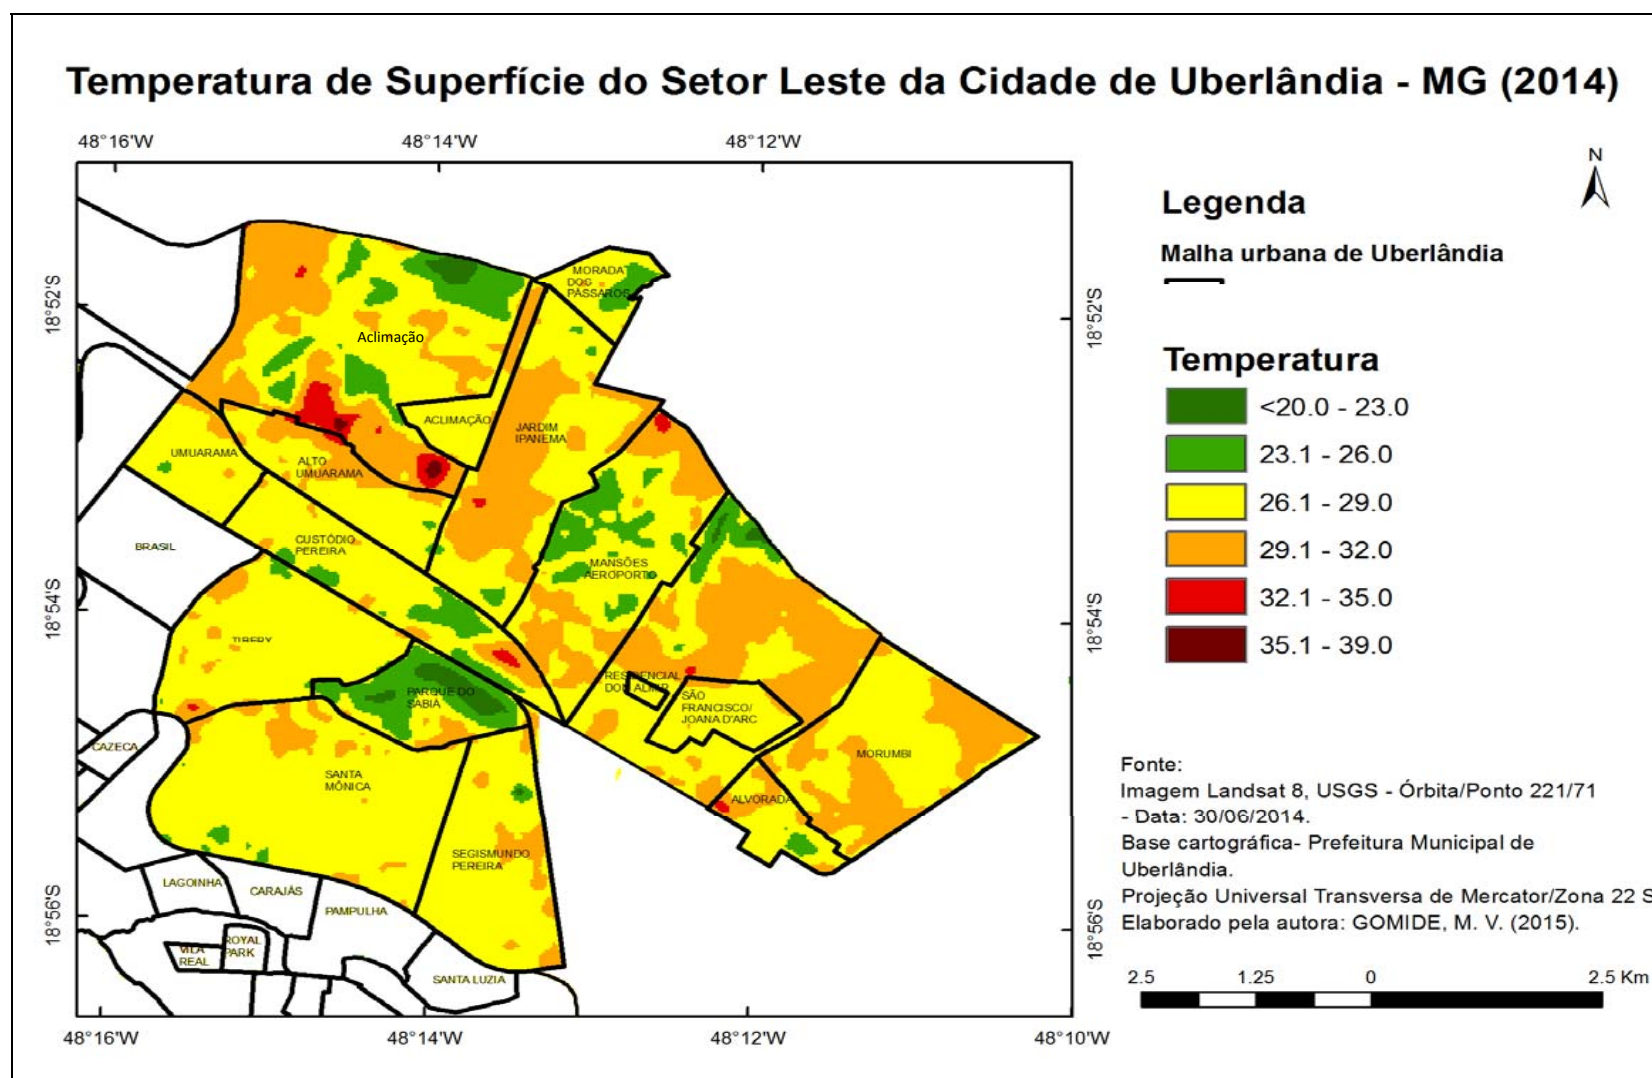 Temperatura de Superfície do Setor Leste da Cidade de Uberlândia - MG (2014)
48°16'W
48°14'W
48°12'W
N
Legenda
Malha urbana de Uberlândia
Temperatura
<20.0 - 23.0
23.1 - 26.0
26.1 - 29.0
29.1 - 32.0
32.1 - 35.0
35.1 - 39.0
18°52'S
18°52'S
18°54'S
18°54'S
18°56'S
18°56'S
MORADA
DOS
PÁSSAROS
Aclimação
ACLIMAÇÃO
JARDIM
IPANEMA
UMUARAMA
ALTO
UMUARAMA
BRASIL
CUSTÓDIO
PEREIRA
MANSÕES
AEROPORTO
TIBERY
PARQUE DO
SABIÁ
RESIDENCIAL
DOM ALMIR
SÃO
FRANCISCO/
JOANA D'ARC
CAZECA
SANTA
MÔNICA
MORUMBI
ALVORADA
SEGISMUNDO
PEREIRA
LAGOINHA
CARAJÁS
PAMPULHA
VILA
REAL
ROYAL
PARK
SANTA LUZIA
48°16'W
48°14'W
48°12'W
48°10'W
Fonte:
Imagem Landsat 8, USGS - Órbita/Ponto 221/71
- Data: 30/06/2014.
Base cartográfica- Prefeitura Municipal de
Uberlândia.
Projeção Universal Transversa de Mercator/Zona 22 S
Elaborado pela autora: GOMIDE, M. V. (2015).
2.5 1.25 0 2.5 Km